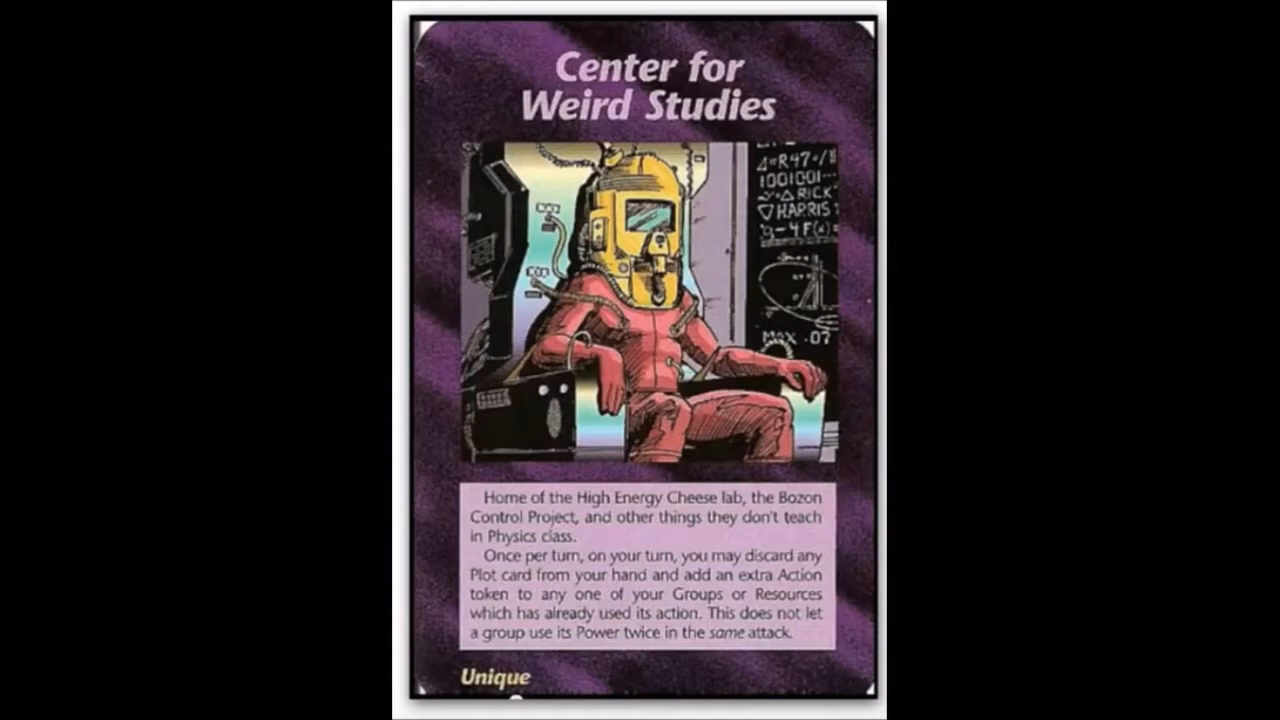 Center for
Weird Studies
Δ=R47÷/8
1001001...
RICK
▽HARRIS
-4F(x)=
MAX .07
Home of the High Energy Cheese lab, the Bozon
Control Project, and other things they don't teach
in Physics class.
Once per turn, on your turn, you may discard any
Plot card from your hand and add an extra Action
token to any one of your Groups or Resources
which has already used its action. This does not let
a group use its Power twice in the same attack.
Unique